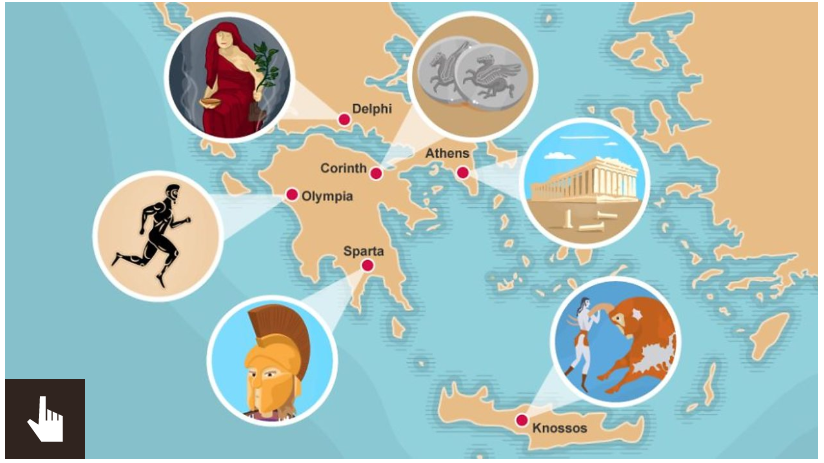 Delphi
Athens
Corinth
Olympia
Sparta
Knossos